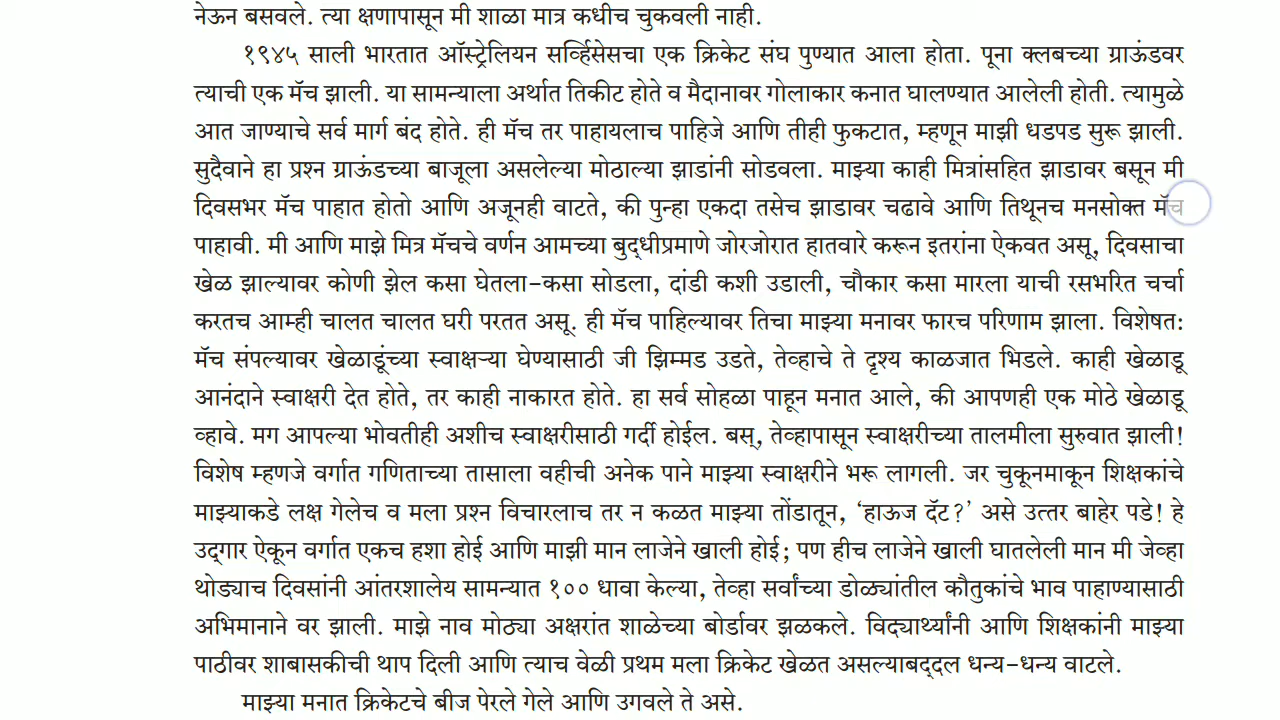 नेऊन बसवले. त्या क्षणापासून मी शाळा मात्र कधीच चुकवली नाही.
१९४५ साली भारतात ऑस्ट्रेलियन सर्व्हिसेसचा एक क्रिकेट संघ पुण्यात आला होता. पूना क्लबच्या ग्राऊंडवर
त्याची एक मॅच झाली. या सामन्याला अर्थात तिकीट होते व मैदानावर गोलाकार कनात घालण्यात आलेली होती. त्यामुळे
आत जाण्याचे सर्व मार्ग बंद होते. ही मॅच तर पाहायलाच पाहिजे आणि तीही फुकटात, म्हणून माझी धडपड सुरू झाली.
सुदैवाने हा प्रश्न ग्राऊंडच्या बाजूला असलेल्या मोठाल्या झाडांनी सोडवला. माझ्या काही मित्रांसहित झाडावर बसून मी
दिवसभर मॅच पाहात होतो आणि अजूनही वाटते, की पुन्हा एकदा तसेच झाडावर चढावे आणि तिथूनच मनसोक्त मॅच
पाहावी. मी आणि माझे मित्र मॅचचे वर्णन आमच्या बुद्धीप्रमाणे जोरजोरात हातवारे करून इतरांना ऐकवत असू, दिवसाचा
खेळ झाल्यावर कोणी झेल कसा घेतला-कसा सोडला, दांडी कशी उडाली, चौकार कसा मारला याची रसभरित चर्चा
करतच आम्ही चालत चालत घरी परतत असू. ही मॅच पाहिल्यावर तिचा माझ्या मनावर फारच परिणाम झाला. विशेषत:
मॅच संपल्यावर खेळाडूंच्या स्वाक्षऱ्या घेण्यासाठी जी झिम्मड उडते, तेव्हाचे ते दृश्य काळजात भिडले. काही खेळाडू
आनंदाने स्वाक्षरी देत होते, तर काही नाकारत होते. हा सर्व सोहळा पाहून मनात आले, की आपणही एक मोठे खेळाडू
व्हावे. मग आपल्या भोवतीही अशीच स्वाक्षरीसाठी गर्दी होईल. बस्, तेव्हापासून स्वाक्षरीच्या तालमीला सुरुवात झाली!
विशेष म्हणजे वर्गात गणिताच्या तासाला वहीची अनेक पाने माझ्या स्वाक्षरीने भरू लागली. जर चुकूनमाकून शिक्षकांचे
माझ्याकडे लक्ष गेलेच व मला प्रश्न विचारलाच तर न कळत माझ्या तोंडातून, ‘हाऊज दॅट?’ असे उत्तर बाहेर पडे! हे
उद्‌गार ऐकून वर्गात एकच हशा होई आणि माझी मान लाजेने खाली होई; पण हीच लाजेने खाली घातलेली मान मी जेव्हा
थोड्याच दिवसांनी आंतरशालेय सामन्यात १०० धावा केल्या, तेव्हा सर्वांच्या डोळ्यांतील कौतुकाचे भाव पाहाण्यासाठी
अभिमानाने वर झाली. माझे नाव मोठ्या अक्षरांत शाळेच्या बोर्डावर झळकले. विद्यार्थ्यांनी आणि शिक्षकांनी माझ्या
पाठीवर शाबासकीची थाप दिली आणि त्याच वेळी प्रथम मला क्रिकेट खेळत असल्याबद्दल धन्य-धन्य वाटले.
माझ्या मनात क्रिकेटचे बीज पेरले गेले आणि उगवले ते असे.